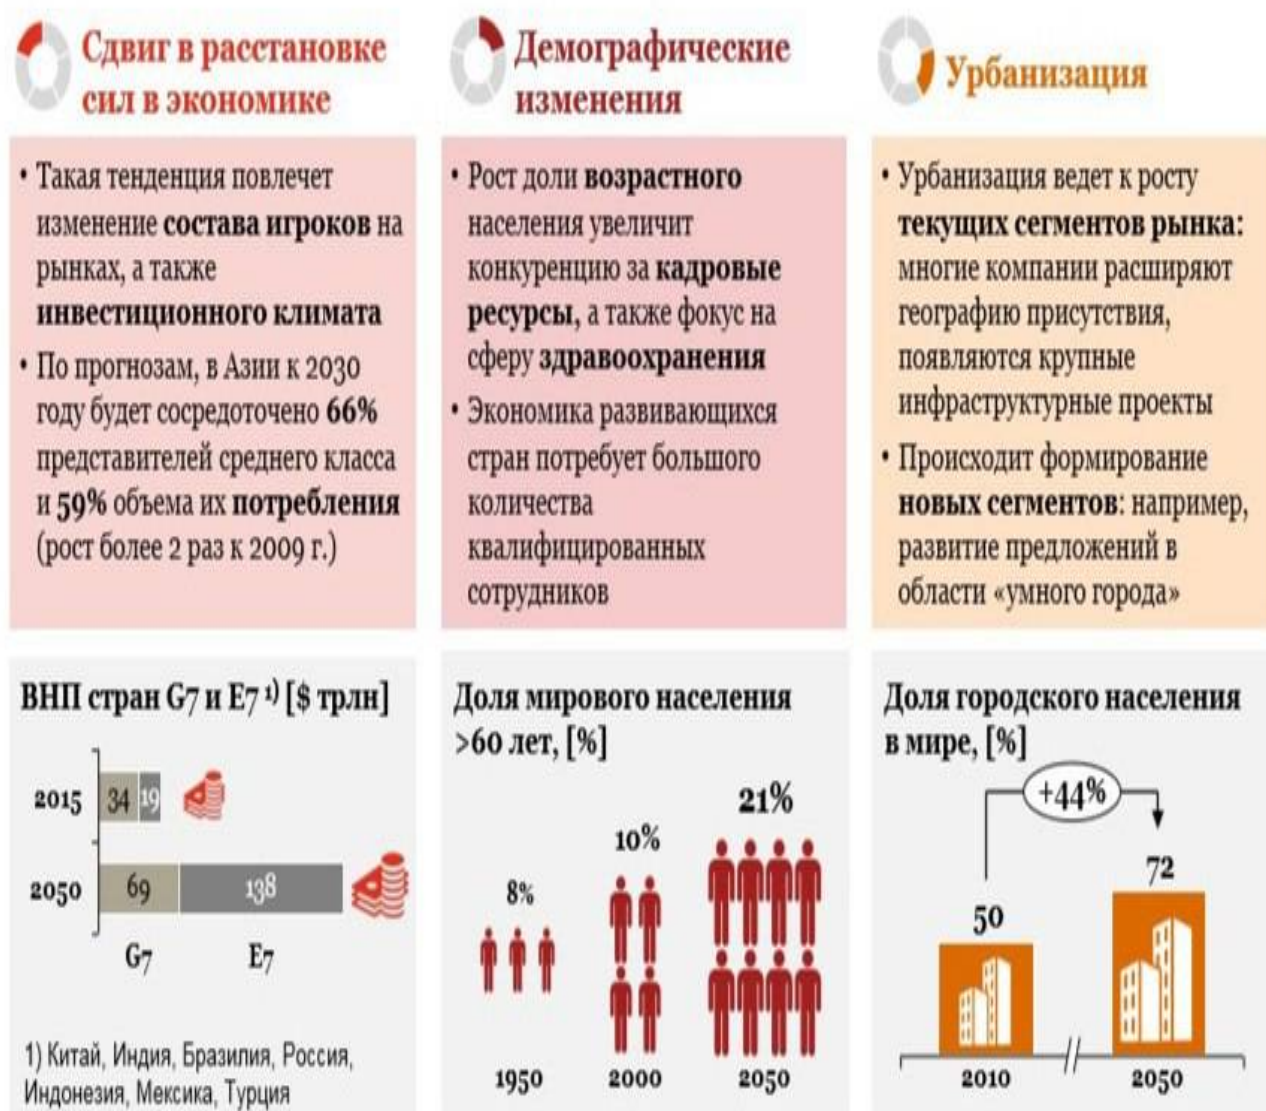 Сдвиг в расстановке
сил в экономике
• Такая тенденция повлечет
изменение состава игроков на
рынках, а также
инвестиционного климата
• По прогнозам, в Азии к 2030
году будет сосредоточено 66%
представителей среднего класса
и 59% объема их потребления
(рост более 2 раз к 2009 г.)
ВНП стран G7 и E7 1) [$ трлн]
2015 34 19
2050 69 138
G7 E7
1) Китай, Индия, Бразилия, Россия,
Индонезия, Мексика, Турция
Демографические
изменения
• Рост доли возрастного
населения увеличит
конкуренцию за кадровые
ресурсы, а также фокус на
сферу здравоохранения
• Экономика развивающихся
стран потребует большого
количества
квалифицированных
сотрудников
Доля мирового населения
>60 лет, [%]
21%
10%
8%
1950 2000 2050
Урбанизация
• Урбанизация ведет к росту
текущих сегментов рынка:
многие компании расширяют
географию присутствия,
появляются крупные
инфраструктурные проекты
• Происходит формирование
новых сегментов: например,
развитие предложений в
области «умного города»
Доля городского населения
в мире, [%]
+44%
72
50
2010 2050